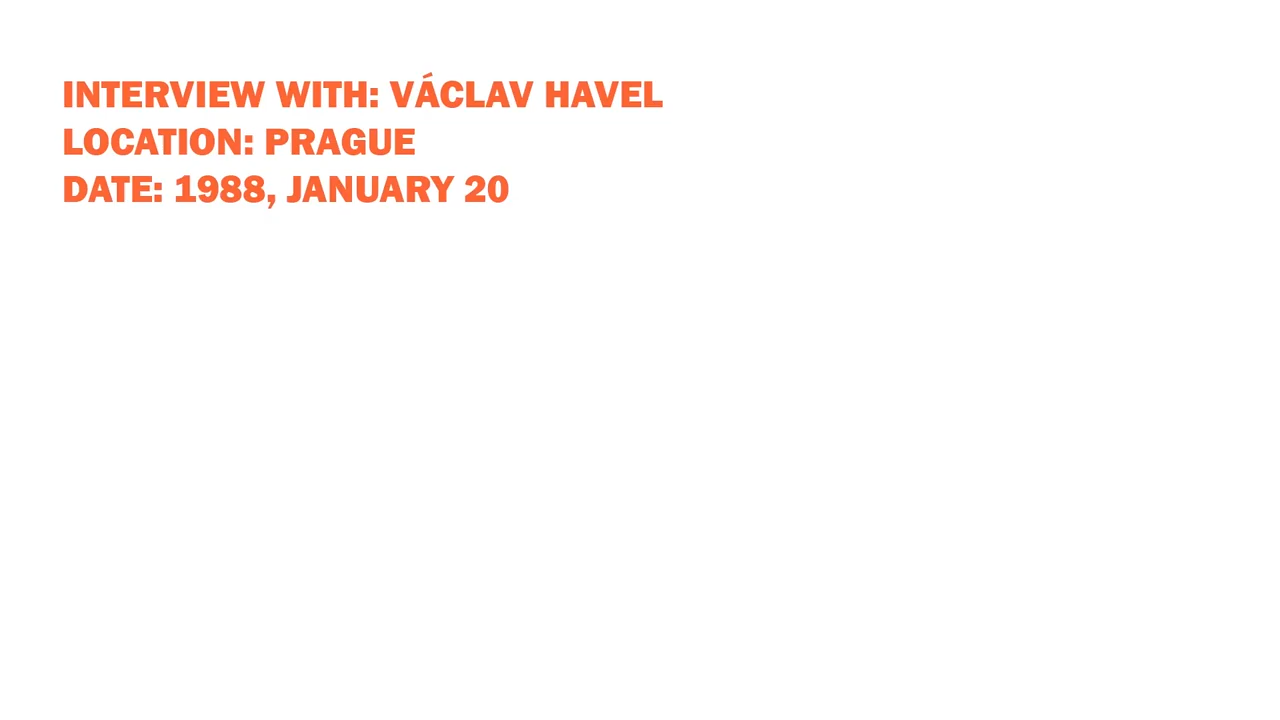 INTERVIEW WITH: VÁCLAV HAVEL
LOCATION: PRAGUE
DATE: 1988, JANUARY 20